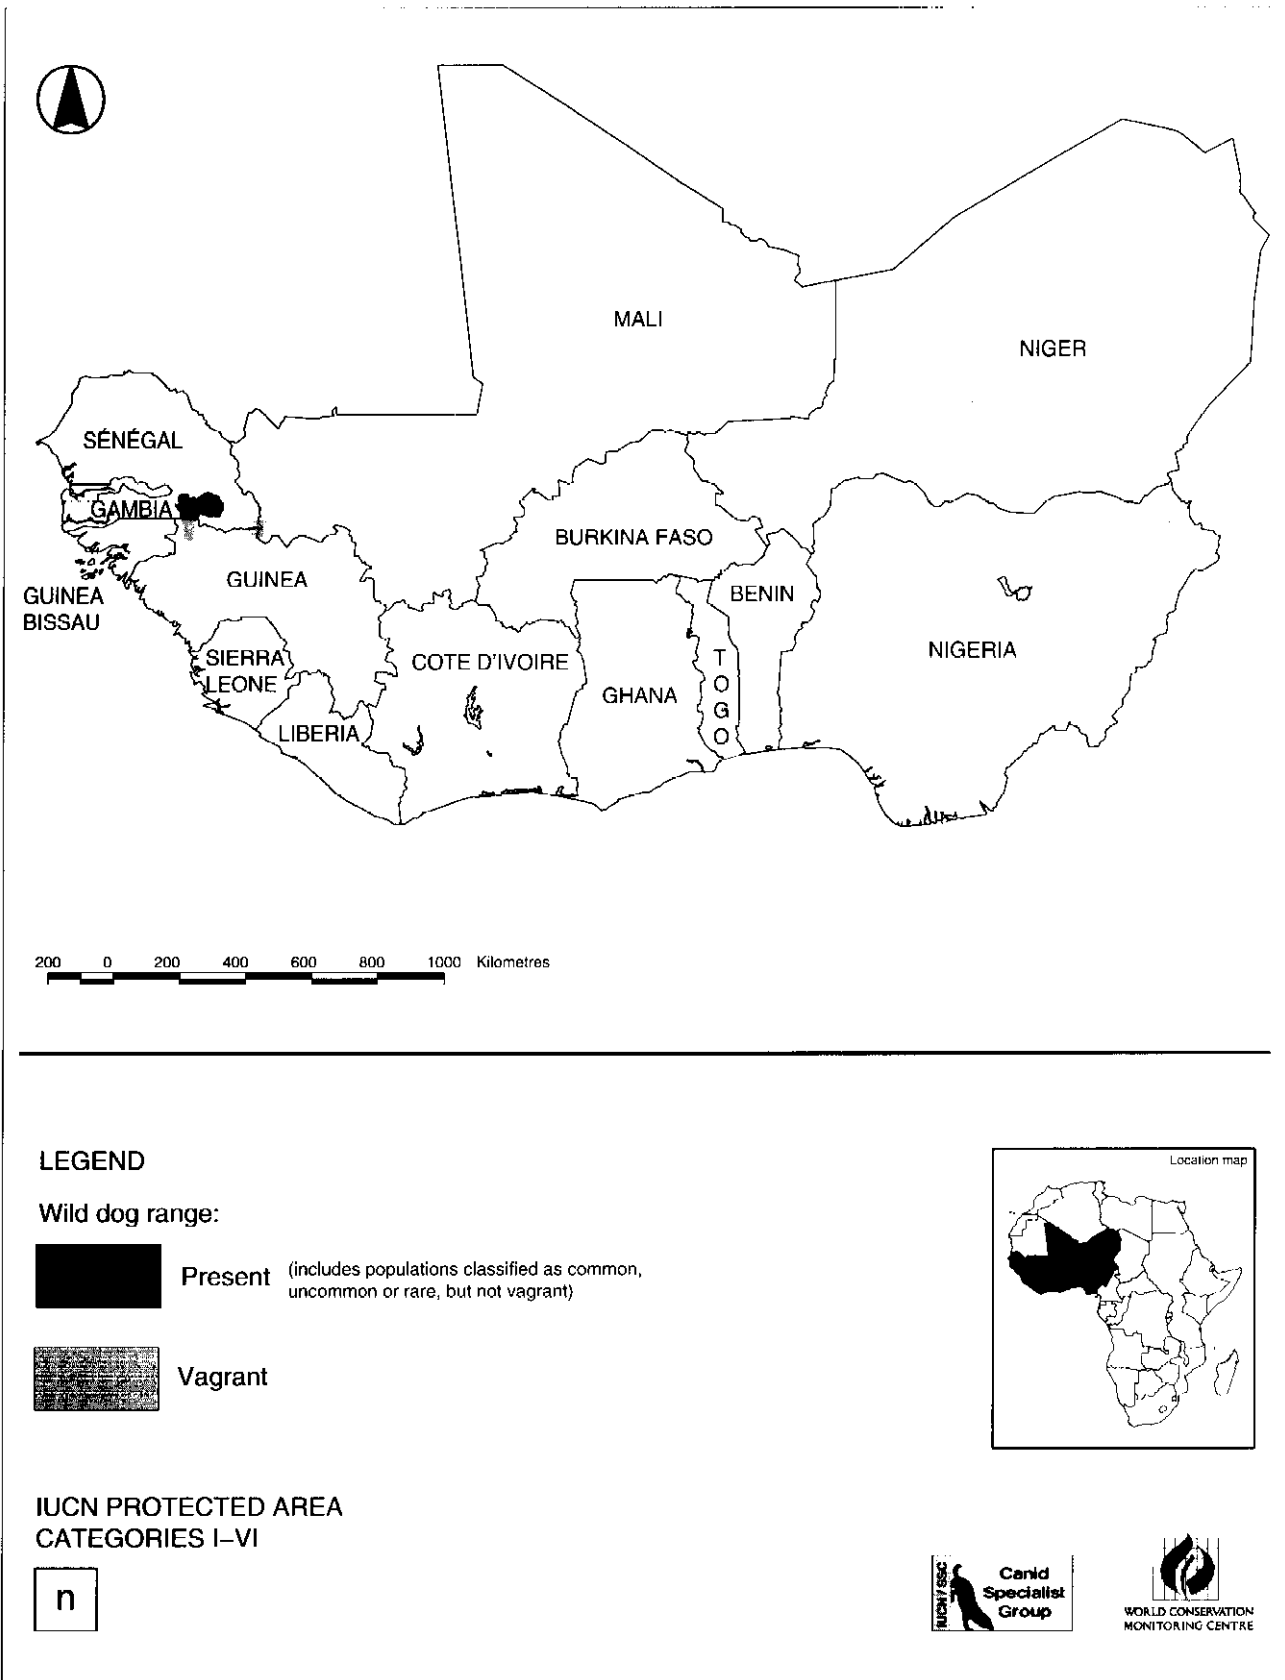 MALI
NIGER
SÉNÉGAL
GAMBIA
BURKINA FASO
GUINEA
BENIN
GUINEA
BISSAU
NIGERIA
SIERRA
LEONE
COTE D'IVOIRE
TOGO
GHANA
LIBERIA
200 0 200 400 600 800 1000 Kilometres
LEGEND
Location map
Wild dog range:
Present (includes populations classified as common,
uncommon or rare, but not vagrant)
Vagrant
IUCN PROTECTED AREA
CATEGORIES I–VI
n
IUCN / SSC
Canid
Specialist
Group
WORLD CONSERVATION
MONITORING CENTRE